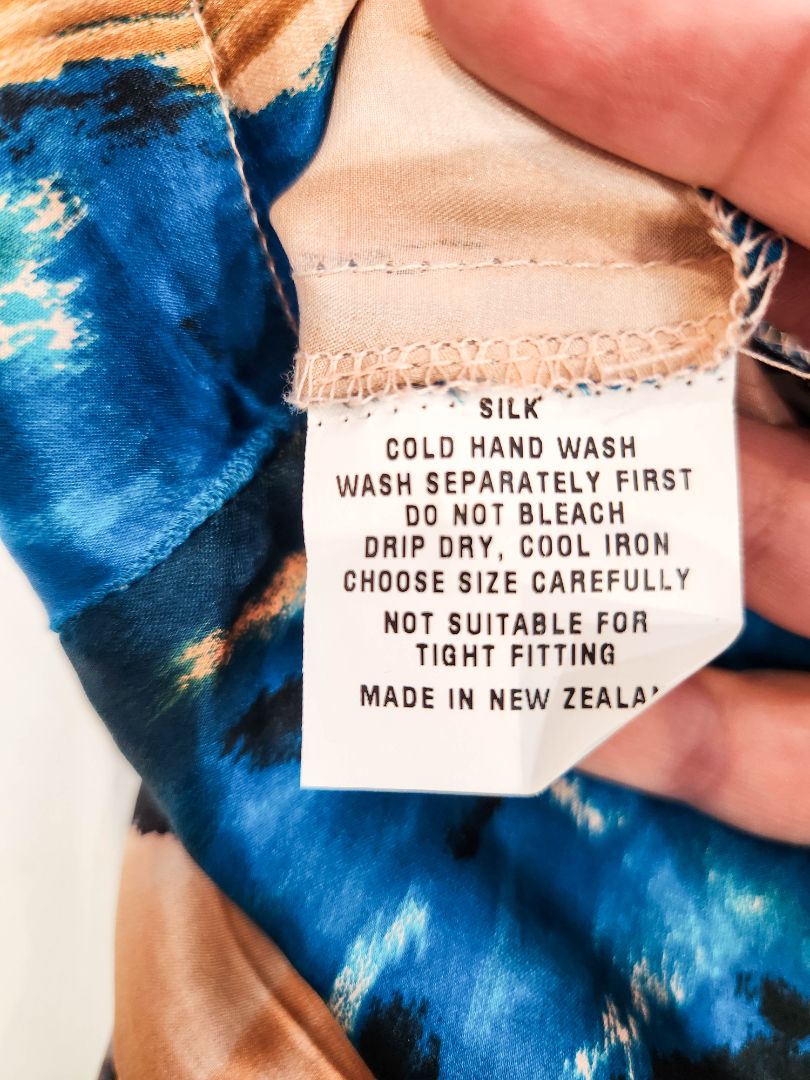 SILK
COLD HAND WASH
WASH SEPARATELY FIRST
DO NOT BLEACH
DRIP DRY, COOL IRON
CHOOSE SIZE CAREFULLY
NOT SUITABLE FOR
TIGHT FITTING
MADE IN NEW ZEALA